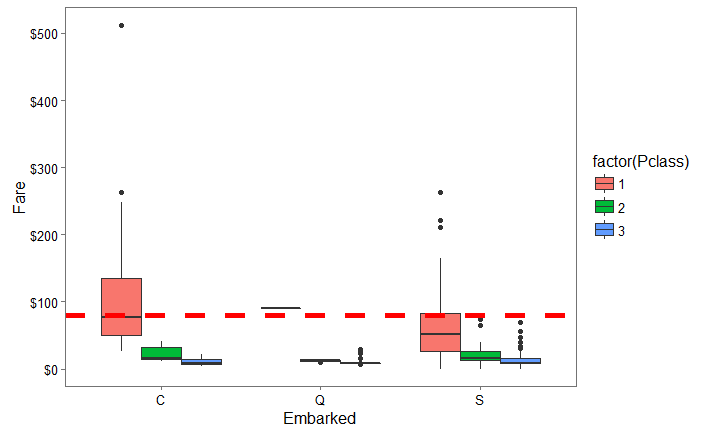 $500
$400
$300
$200
$100
$0
Fare
C
Q
S
Embarked
factor(Pclass)
1
2
3